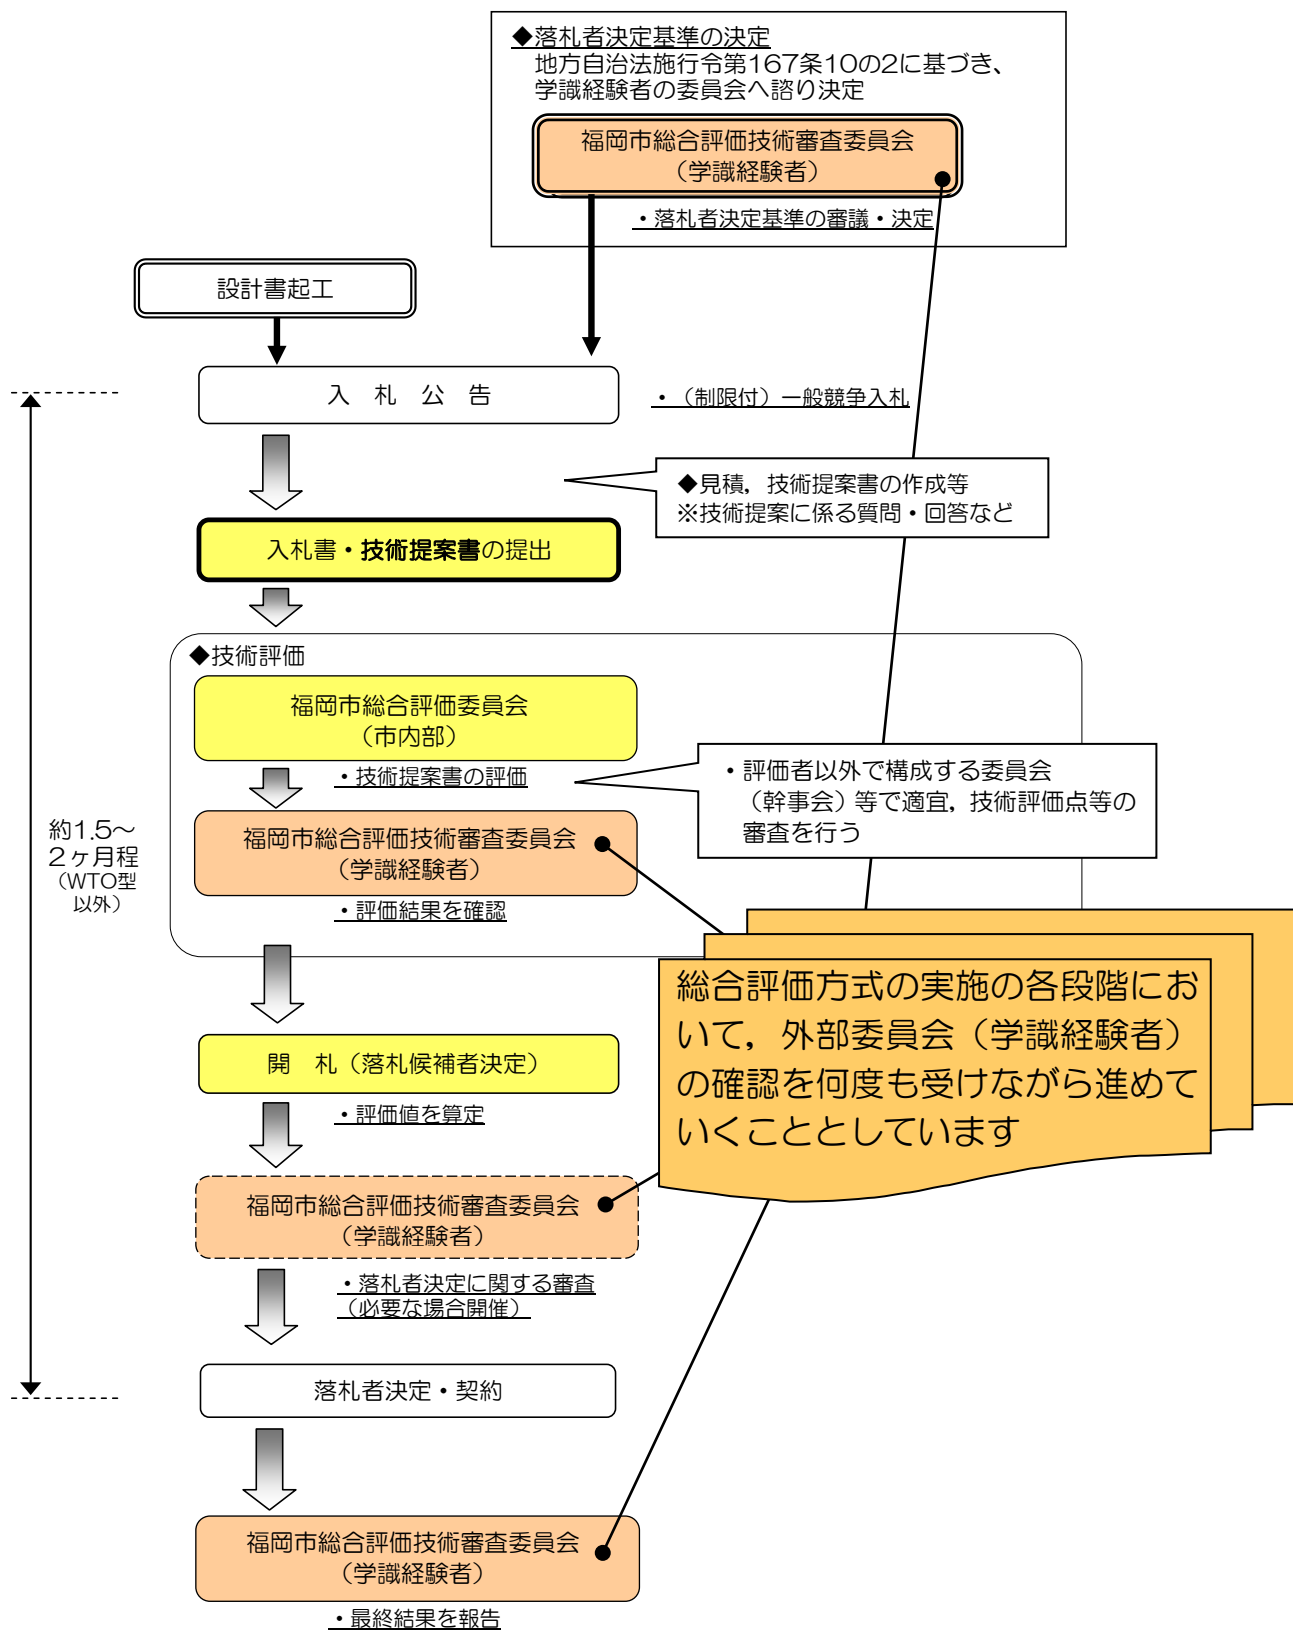 ◆落札者決定基準の決定
地方自治法施行令第167条10の2に基づき、
学識経験者の委員会へ諮り決定
福岡市総合評価技術審査委員会
（学識経験者）
・落札者決定基準の審議・決定
設計書起工
入　札　公　告
・（制限付）一般競争入札
◆見積，技術提案書の作成等
※技術提案に係る質問・回答など
入札書・技術提案書の提出
◆技術評価
福岡市総合評価委員会
（市内部）
・技術提案書の評価
・評価者以外で構成する委員会
（幹事会）等で適宜，技術評価点等の
審査を行う
福岡市総合評価技術審査委員会
（学識経験者）
・評価結果を確認
約1.5～
２ヶ月程
（WTO型
以外）
総合評価方式の実施の各段階にお
いて，外部委員会（学識経験者）
の確認を何度も受けながら進めて
いくこととしています
開　札（落札候補者決定）
・評価値を算定
福岡市総合評価技術審査委員会
（学識経験者）
・落札者決定に関する審査
（必要な場合開催）
落札者決定・契約
福岡市総合評価技術審査委員会
（学識経験者）
・最終結果を報告